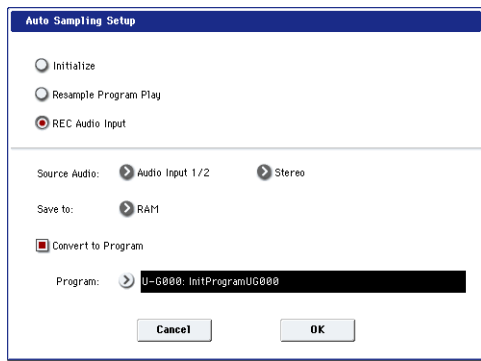 Auto Sampling Setup
Initialize
Resample Program Play
REC Audio Input
Source Audio: Audio Input 1/2 Stereo
Save to: RAM
Convert to Program
Program: U-G000: InitProgramUG000
Cancel OK